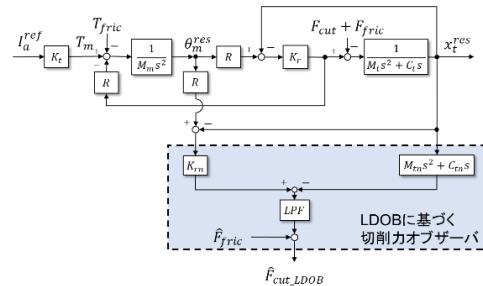 T_{fric}
F_{cut} + F_{fric}
I_a^{ref} T_m θ_m^{res} x_t^{res}
K_t + − − 1 / M_m s^2 R + − K_r + − 1 / M_t s^2 + C_t s
R R
+ −
K_{rn} M_{tn}s^2 + C_{tn}s
+ −
LPF
LDOBに基づく
切削力オブザーバ
F̂_{fric}
F̂_{cut_LDOB}